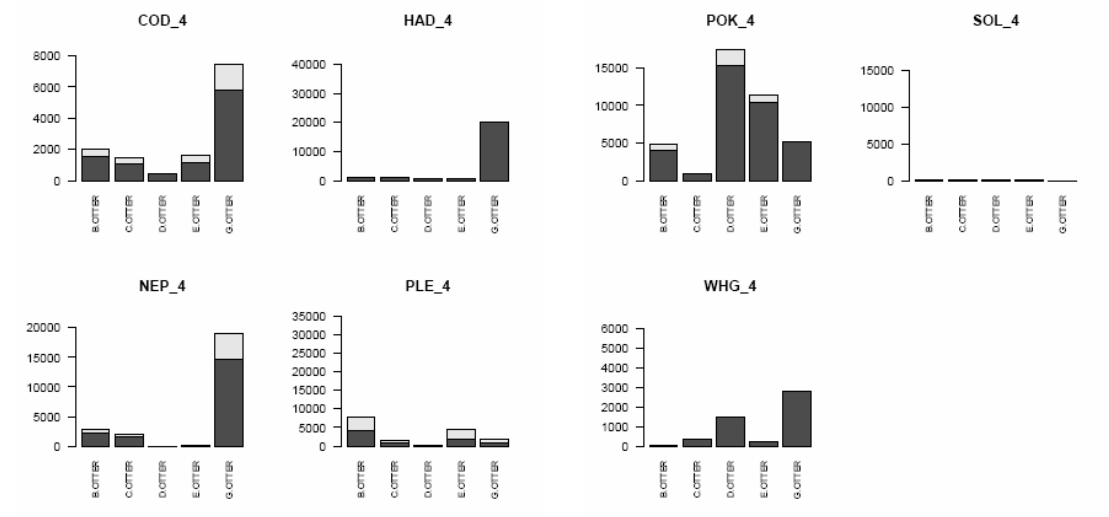 COD_4
8000
6000
4000
2000
0
B.OTTER
C.OTTER
D.OTTER
E.OTTER
G.OTTER
HAD_4
40000
30000
20000
10000
0
B.OTTER
C.OTTER
D.OTTER
E.OTTER
G.OTTER
POK_4
15000
10000
5000
0
B.OTTER
C.OTTER
D.OTTER
E.OTTER
G.OTTER
SOL_4
15000
10000
5000
0
B.OTTER
C.OTTER
D.OTTER
E.OTTER
G.OTTER
NEP_4
20000
15000
10000
5000
0
B.OTTER
C.OTTER
D.OTTER
E.OTTER
G.OTTER
PLE_4
35000
30000
25000
20000
15000
10000
5000
0
B.OTTER
C.OTTER
D.OTTER
E.OTTER
G.OTTER
WHG_4
6000
5000
4000
3000
2000
1000
0
B.OTTER
C.OTTER
D.OTTER
E.OTTER
G.OTTER